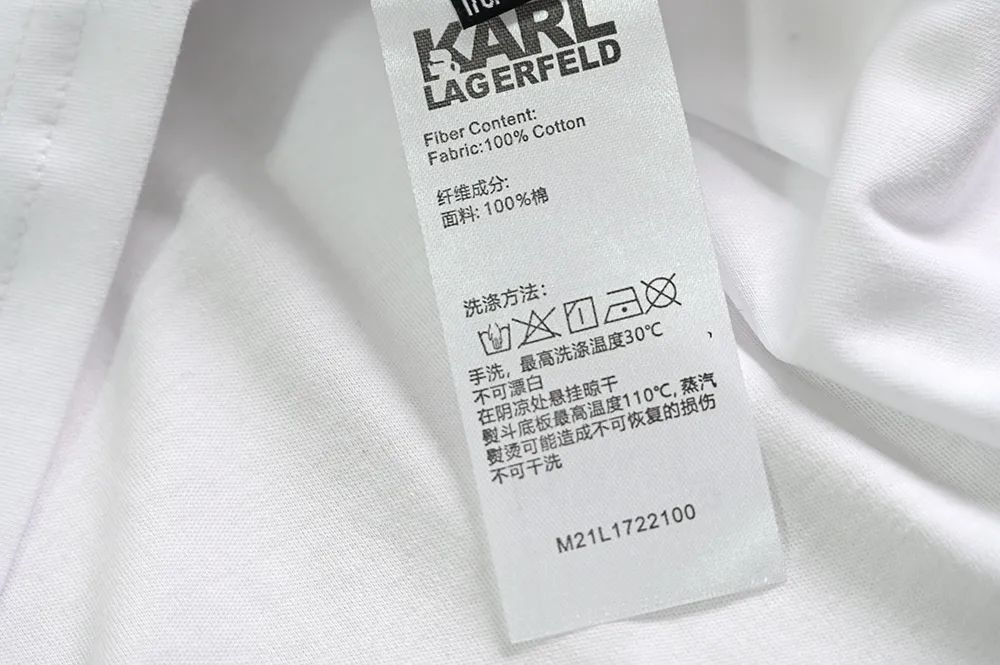 KARL
LAGERFELD
Fiber Content:
Fabric:100% Cotton
纤维成分:
面料: 100%棉
洗涤方法:
手洗，最高洗涤温度30℃ ，
不可漂白
在阴凉处悬挂晾干
熨斗底板最高温度110℃, 蒸汽
熨烫可能造成不可恢复的损伤
不可干洗
M21L1722100